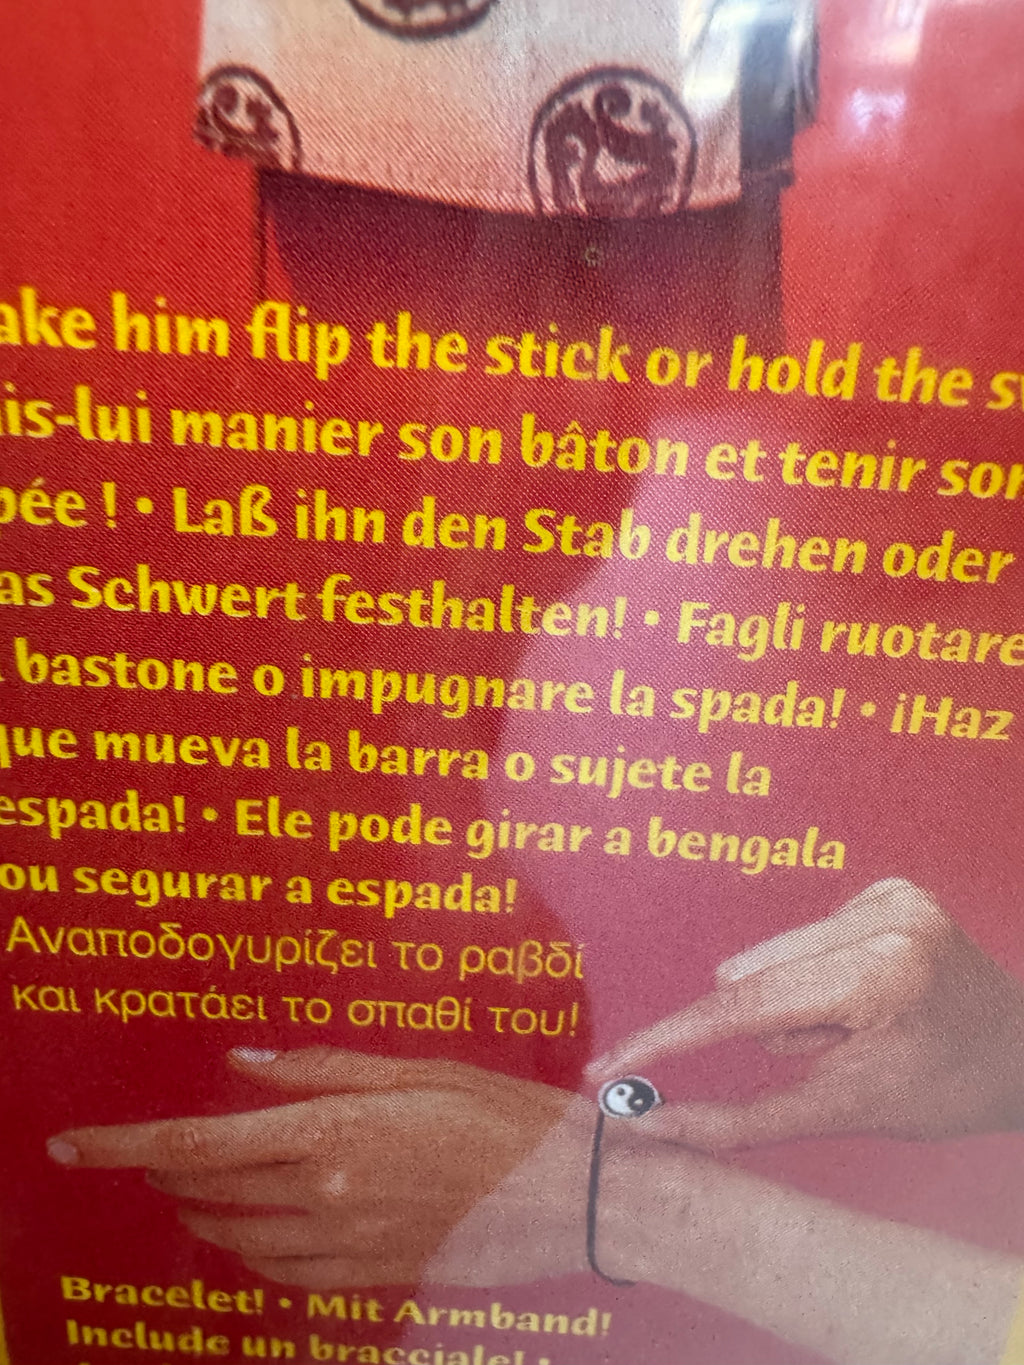 ake him flip the stick or hold the s
is-lui manier son bâton et tenir son
pée ! • Laß ihn den Stab drehen oder
as Schwert festhalten! • Fagli ruotare
bastone o impugnare la spada! • ¡Haz
que mueva la barra o sujete la
espada! • Ele pode girar a bengala
ou segurar a espada!
Αναποδογυρίζει το ραβδί
και κρατάει το σπαθί του!
Bracelet! • Mit Armband!
Include un bracciale! •